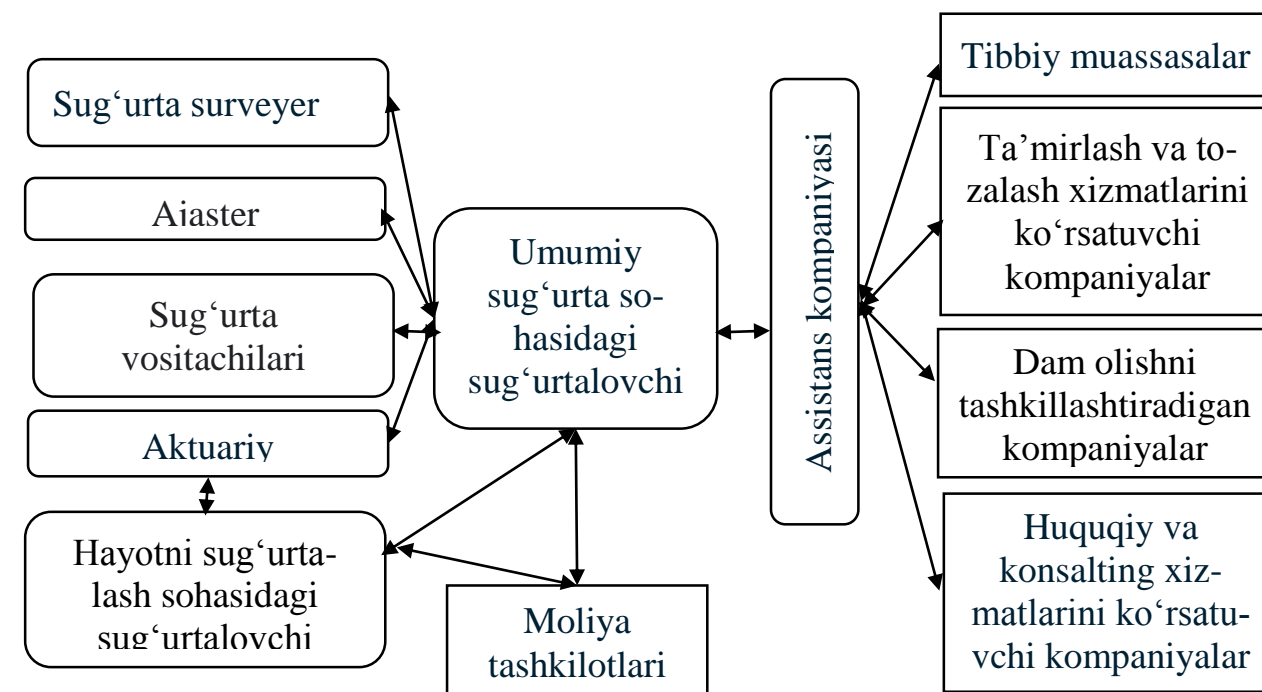 Sug‘urta surveyer
Ajaster
Sug‘urta
vositachilari
Aktuariy
Hayotni sug‘urta-
lash sohasidagi
sug‘urtalovchi
Umumiy
sug‘urta so-
hasidagi
sug‘urtalovchi
Moliya
tashkilotlari
Assistans kompaniyasi
Tibbiy muassasalar
Ta’mirlash va to-
zalash xizmatlarini
ko‘rsatuvchi
kompaniyalar
Dam olishni
tashkillashtiradigan
kompaniyalar
Huquqiy va
konsalting xiz-
matlarini ko‘rsatu-
vchi kompaniyalar